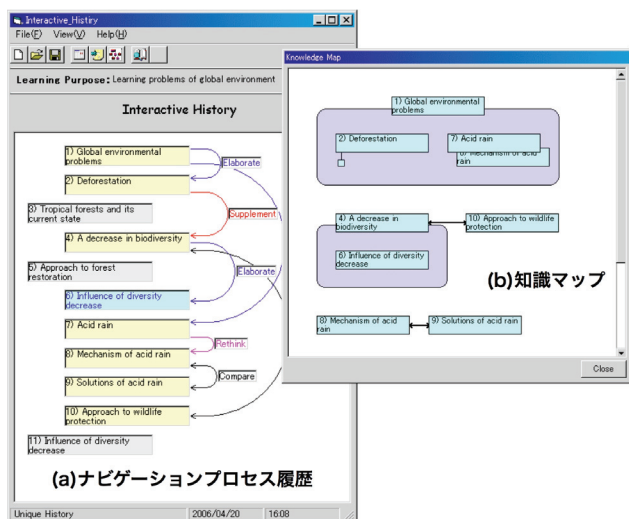 Interactive_Histiry
File(F) View(V) Help(H)
Learning Purpose: Learning problems of global environment
Interactive History
1) Global environmental
problems
Elaborate
2) Deforestation
3) Tropical forests and its
current state
Supplement
4) A decrease in biodiversity
5) Approach to forest
restoration
Elaborate
6) Influence of diversity
decrease
7) Acid rain
Rethink
8) Mechanism of acid rain
Compare
9) Solutions of acid rain
10) Approach to wildlife
protection
11) Influence of diversity
decrease
(a)ナビゲーションプロセス履歴
Unique History 2006/04/20 16:08
Knowledge Map
1) Global environmental
problems
2) Deforestation
7) Acid rain
8) Mechanism of acid
rain
4) A decrease in
biodiversity
10) Approach to wildlife
protection
6) Influence of diversity
decrease
(b)知識マップ
8) Mechanism of acid
rain
9) Solutions of acid rain
Close